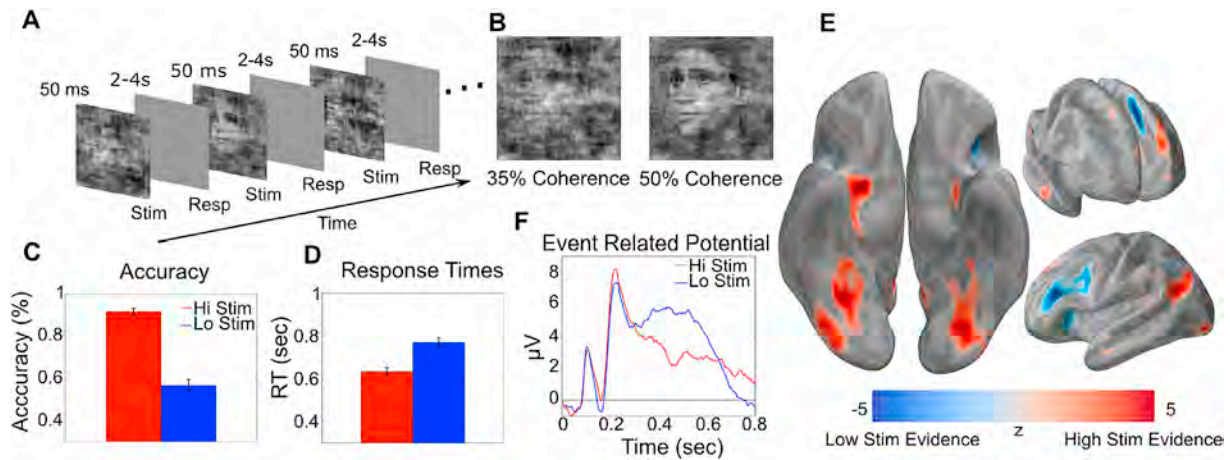 A
50 ms
2-4s
50 ms
2-4s
50 ms
2-4s
Stim
Resp
Stim
Resp
Stim
Resp
Time
B
35% Coherence
50% Coherence
C
Accuracy
Hi Stim
Lo Stim
Acccuracy (%)
1
0.8
0.6
0.4
D
Response Times
RT (sec)
1
0.8
0.6
0.4
F
Event Related Potential
Hi Stim
Lo Stim
μV
8
6
4
2
0
0
0.2
0.4
0.6
0.8
Time (sec)
E
-5
5
Low Stim Evidence
z
High Stim Evidence